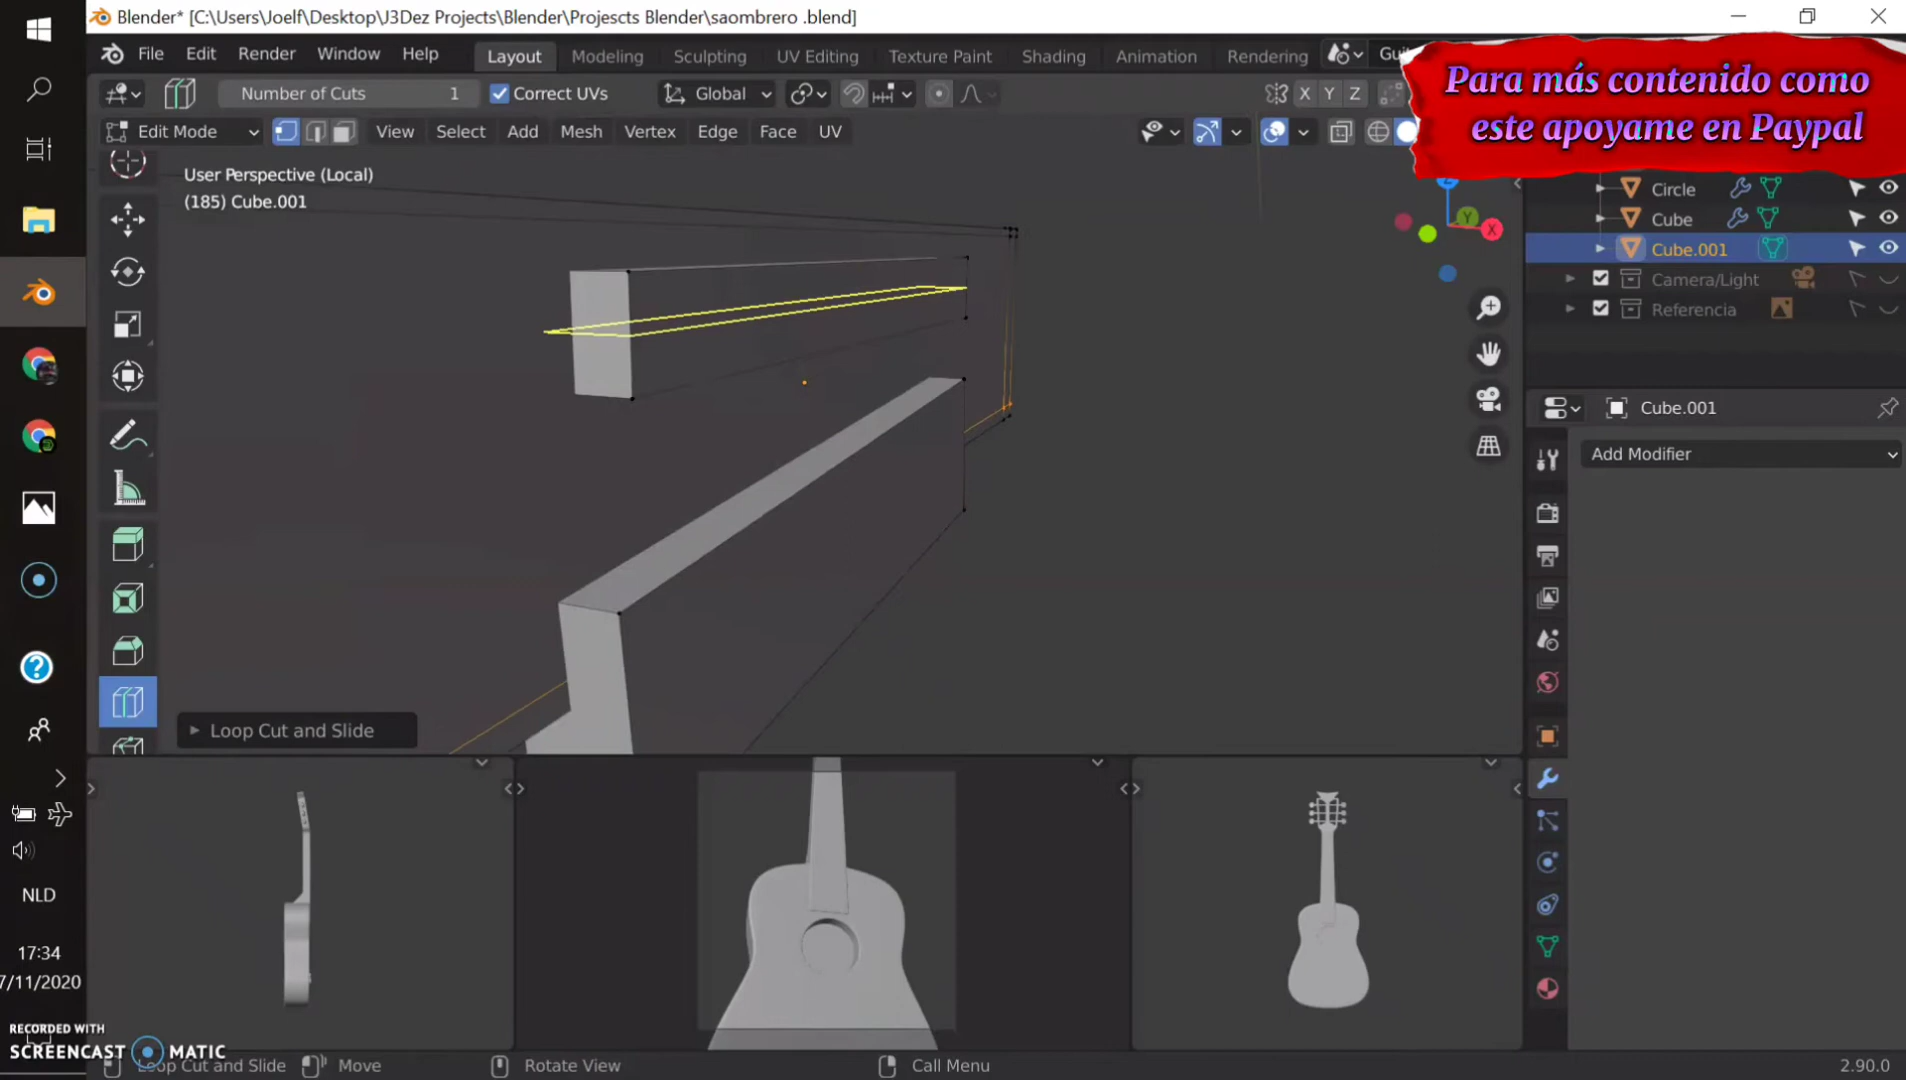 Blender* [C:\Users\Joelf\Desktop\J3Dez Projects\Blender\Projescts Blender\saombrero .blend]
File Edit Render Window Help
Layout Modeling Sculpting UV Editing Texture Paint Shading Animation Rendering
Para más contenido como
este apoyame en Paypal
Number of Cuts 1 Correct UVs Global X Y Z
Edit Mode View Select Add Mesh Vertex Edge Face UV
User Perspective (Local)
(185) Cube.001
Z
Y
X
Circle
Cube
Cube.001
Camera/Light
Referencia
Cube.001
Add Modifier
Loop Cut and Slide
NLD
17:34
7/11/2020
RECORDED WITH
SCREENCAST MATIC
Loop Cut and Slide Move Rotate View Call Menu 2.90.0